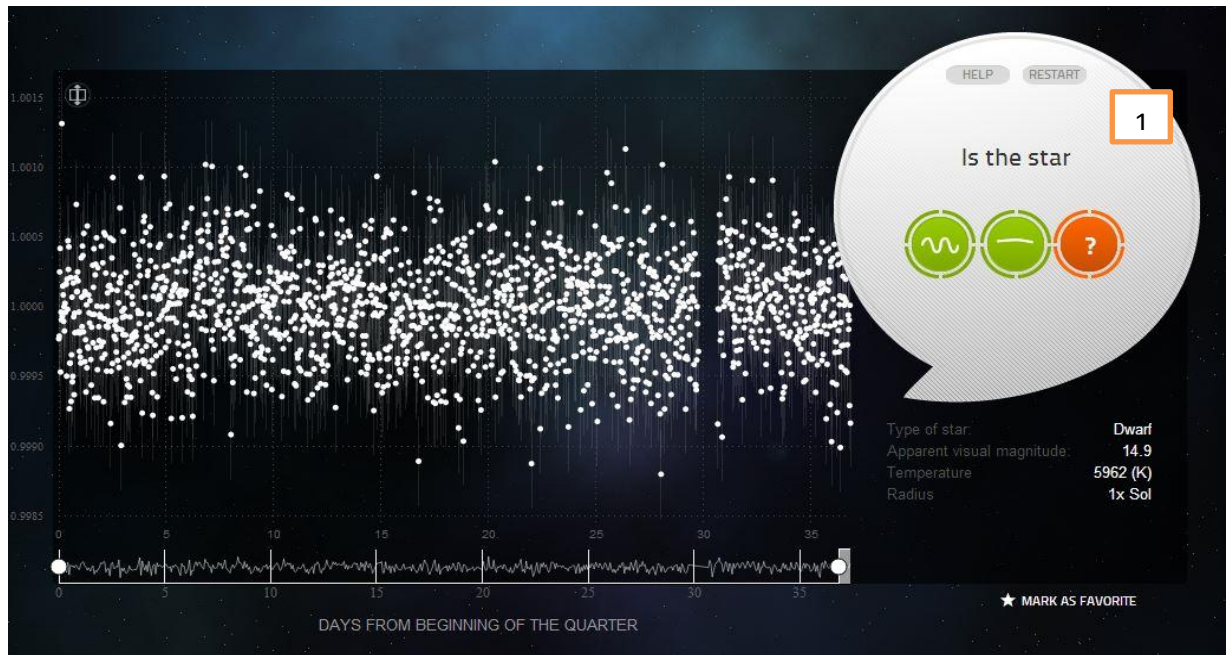 HELP RESTART
1
Is the star
?
1.0015
1.0010
1.0005
1.0000
0.9995
0.9990
0.9985
0 5 10 15 20 25 30 35
0 5 10 15 20 25 30 35
DAYS FROM BEGINNING OF THE QUARTER
Type of star: Dwarf
Apparent visual magnitude: 14.9
Temperature 5962 (K)
Radius 1x Sol
★ MARK AS FAVORITE